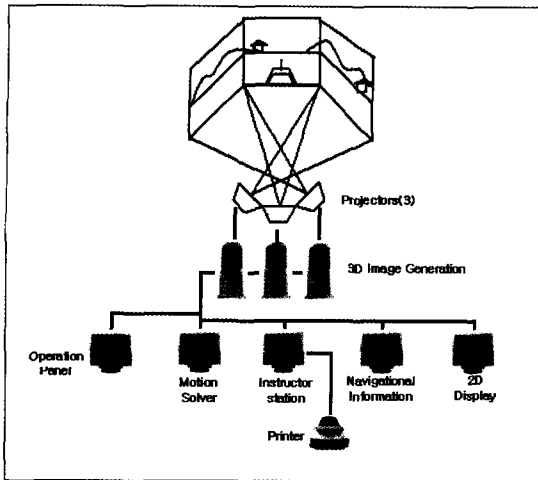 Projectors(3)
3D Image Generation
Operation
Panel
Motion
Solver
Instructor
station
Navigational
Information
2D
Display
Printer